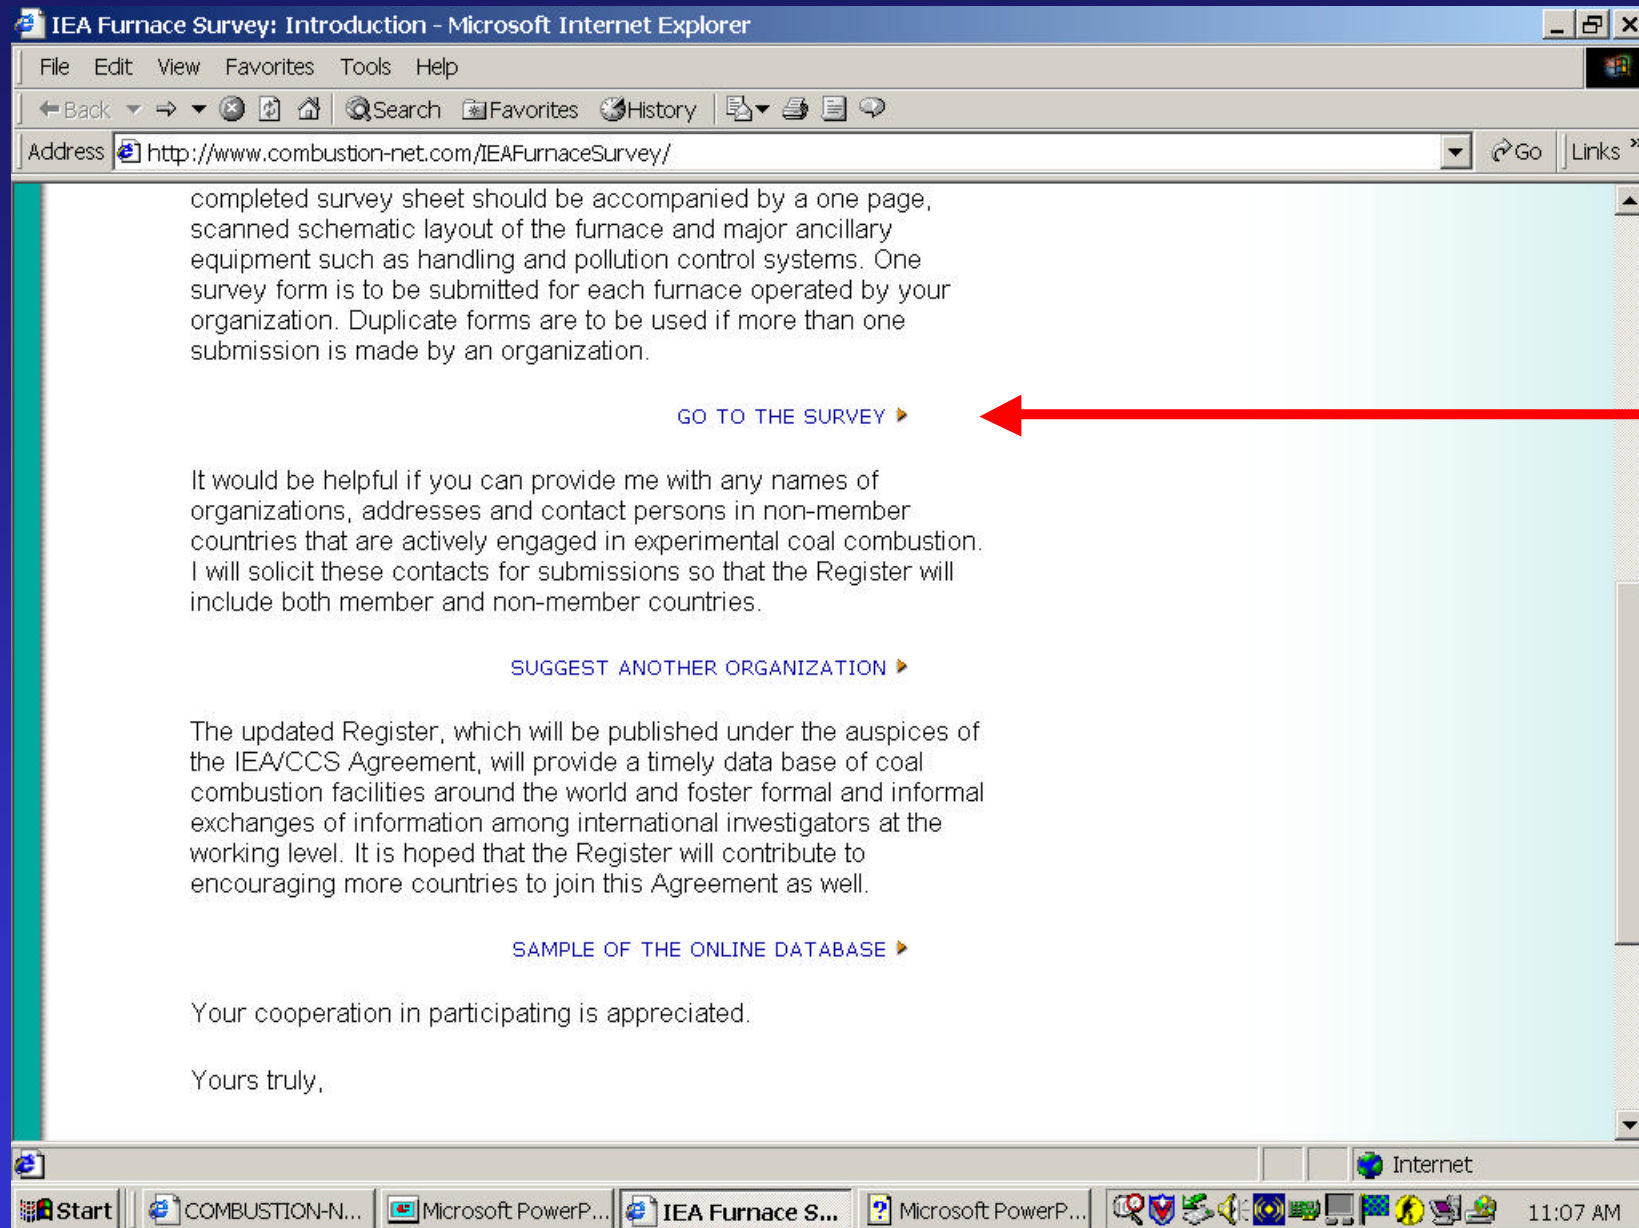 IEA Furnace Survey: Introduction - Microsoft Internet Explorer
File Edit View Favorites Tools Help
Back Search Favorites History
Address http://www.combustion-net.com/IEAFurnaceSurvey/ Go Links »
completed survey sheet should be accompanied by a one page,
scanned schematic layout of the furnace and major ancillary
equipment such as handling and pollution control systems. One
survey form is to be submitted for each furnace operated by your
organization. Duplicate forms are to be used if more than one
submission is made by an organization.
GO TO THE SURVEY
It would be helpful if you can provide me with any names of
organizations, addresses and contact persons in non-member
countries that are actively engaged in experimental coal combustion.
I will solicit these contacts for submissions so that the Register will
include both member and non-member countries.
SUGGEST ANOTHER ORGANIZATION
The updated Register, which will be published under the auspices of
the IEA/CCS Agreement, will provide a timely data base of coal
combustion facilities around the world and foster formal and informal
exchanges of information among international investigators at the
working level. It is hoped that the Register will contribute to
encouraging more countries to join this Agreement as well.
SAMPLE OF THE ONLINE DATABASE
Your cooperation in participating is appreciated.
Yours truly,
Internet
Start COMBUSTION-N... Microsoft PowerP... IEA Furnace S... Microsoft PowerP... 11:07 AM